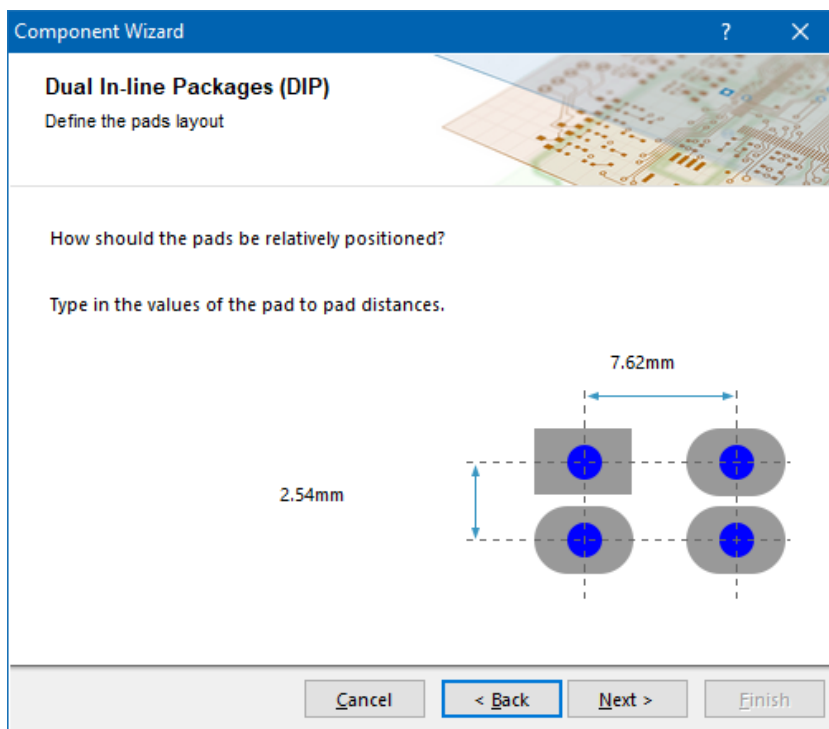 Component Wizard
?
Dual In-line Packages (DIP)
Define the pads layout
How should the pads be relatively positioned?
Type in the values of the pad to pad distances.
7.62mm
2.54mm
Cancel
< Back
Next >
Finish